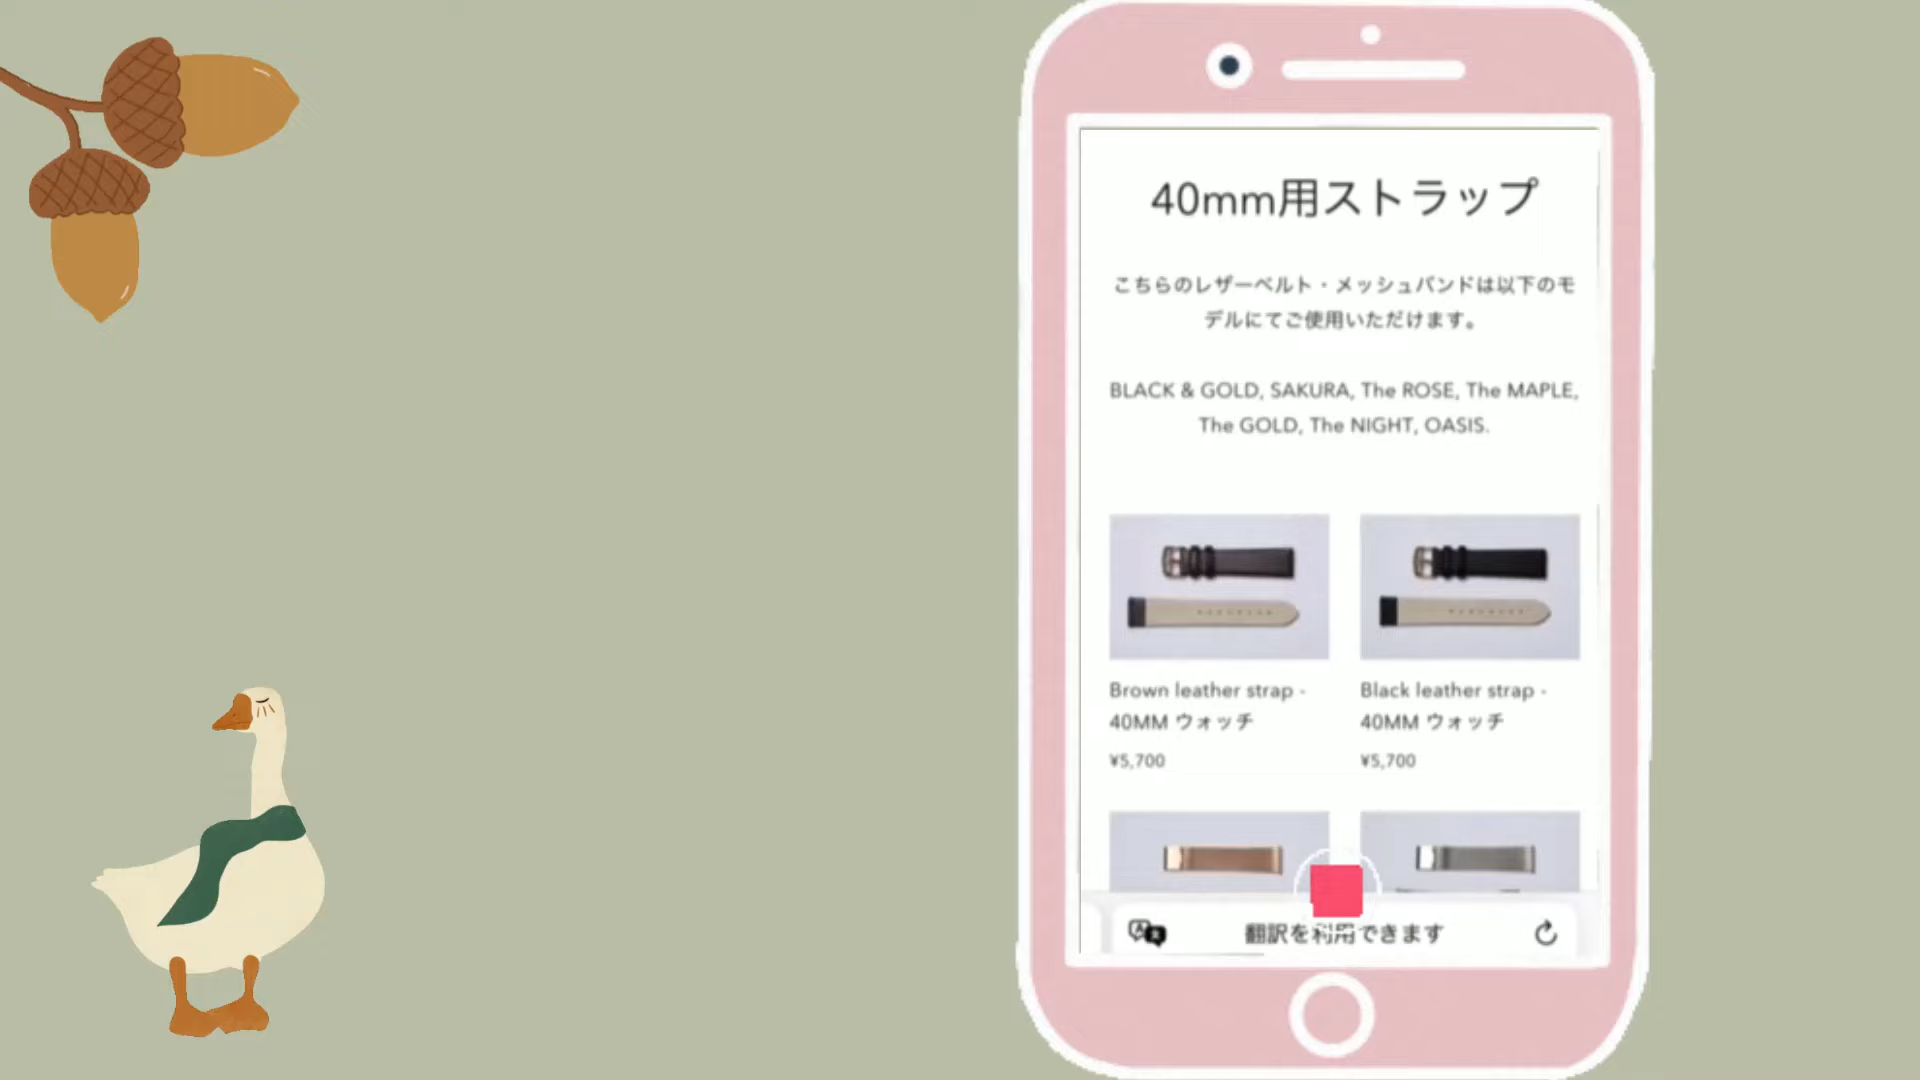 40mm用ストラップ
こちらのレザーベルト・メッシュバンドは以下のモ
デルにてご使用いただけます。
BLACK & GOLD, SAKURA, The ROSE, The MAPLE,
The GOLD, The NIGHT, OASIS.
Brown leather strap -
40MM ウォッチ
¥5,700
Black leather strap -
40MM ウォッチ
¥5,700
翻訳を利用できます